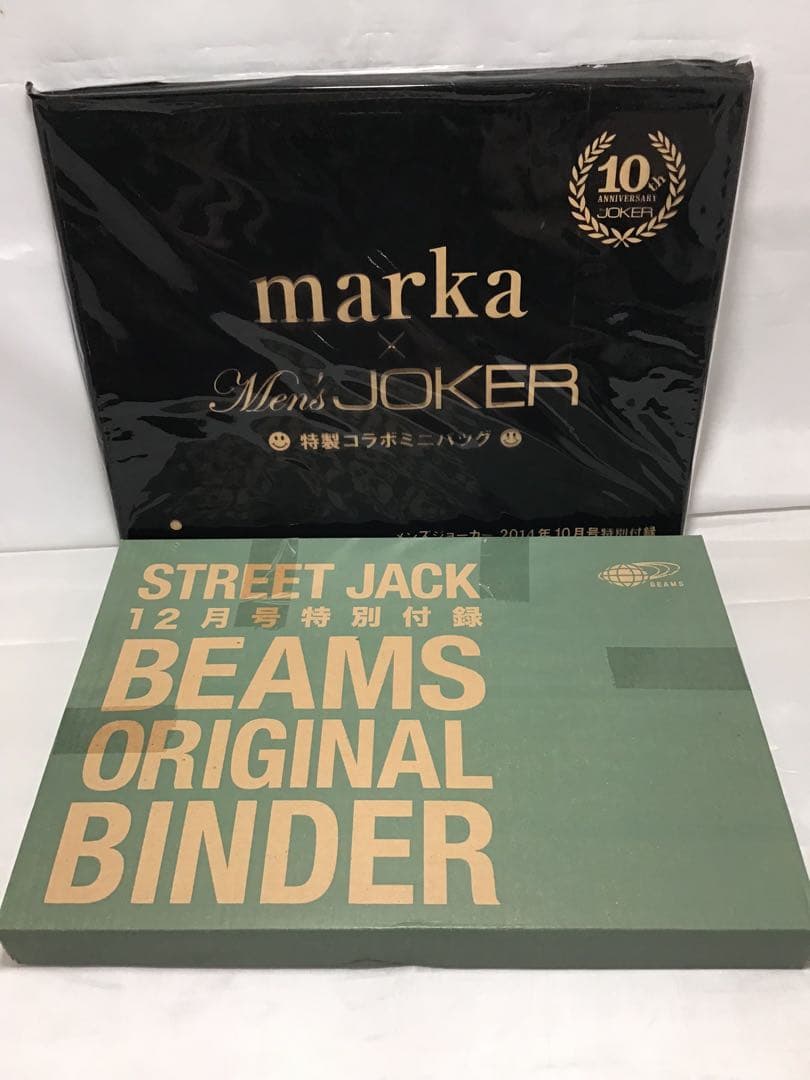 10th
ANNIVERSARY
JOKER
marka
×
Men's JOKER
特製コラボミニバッグ
メンズジョーカー 2014年10月号特別付録
STREET JACK
12月号特別付録
BEAMS
BEAMS
ORIGINAL
BINDER